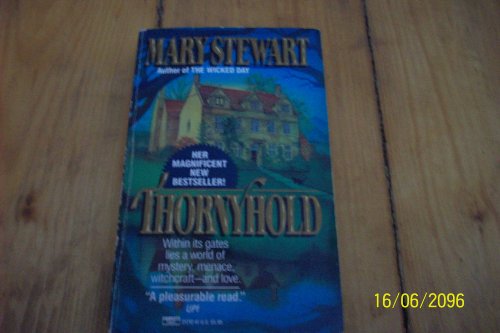 MARY STEWART
Author of THE WICKED DAY
HER
MAGNIFICENT
NEW
BESTSELLER!
THORNYHOLD
Within its gates
lies a world of
mystery, menace,
witchcraft—and love.
"A pleasurable read."
16/06/2096